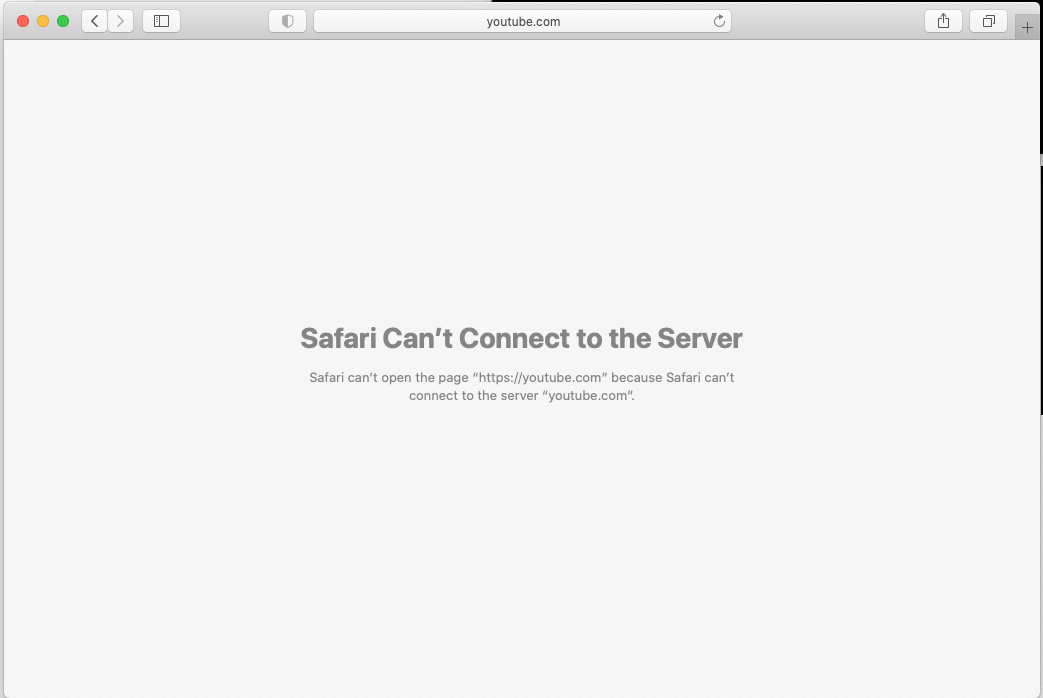 youtube.com
Safari Can’t Connect to the Server
Safari can’t open the page “https://youtube.com” because Safari can’t
connect to the server “youtube.com”.